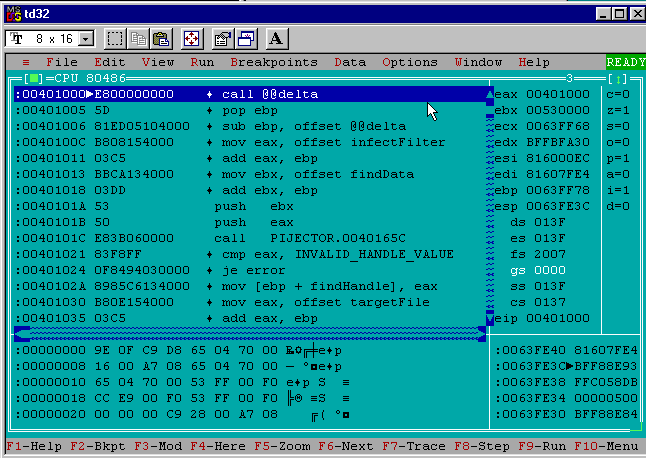 td32
8 x 16
A
≡ File Edit View Run Breakpoints Data Options Window Help READY
[■]=CPU 80486 3 [↕]
:00401000►E800000000 ♦ call @@delta eax 00401000 c=0
:00401005 5D ♦ pop ebp ebx 00530000 z=1
:00401006 81ED05104000 ♦ sub ebp, offset @@delta ecx 0063FF68 s=0
:0040100C B808154000 ♦ mov eax, offset infectFilter edx BFFBFA30 o=0
:00401011 03C5 ♦ add eax, ebp esi 816000EC p=1
:00401013 BBCA134000 ♦ mov ebx, offset findData edi 81607FE4 a=0
:00401018 03DD ♦ add ebx, ebp ebp 0063FF78 i=1
:0040101A 53 push ebx esp 0063FE3C d=0
:0040101B 50 push eax ds 013F
:0040101C E83B060000 call PIJECTOR.0040165C es 013F
:00401021 83F8FF ♦ cmp eax, INVALID_HANDLE_VALUE fs 2007
:00401024 0F8494030000 ♦ je error gs 0000
:0040102A 8985C6134000 ♦ mov [ebp + findHandle], eax ss 013F
:00401030 B80E154000 ♦ mov eax, offset targetFile cs 0137
:00401035 03C5 ♦ add eax, ebp eip 00401000
:00000000 9E 0F C9 D8 65 04 70 00 ₧☼╔╪e♦p :0063FE40 81607FE4
:00000008 16 00 A7 08 65 04 70 00 ▬ º◘e♦p :0063FE3C►BFF88E93
:00000010 65 04 70 00 53 FF 00 F0 e♦p S ≡ :0063FE38 FFC058DB
:00000018 CC E9 00 F0 53 FF 00 F0 ╠Θ ≡S ≡ :0063FE34 00000500
:00000020 00 00 00 C9 28 00 A7 08 ╔( º◘ :0063FE30 BFF88E84
F1-Help F2-Bkpt F3-Mod F4-Here F5-Zoom F6-Next F7-Trace F8-Step F9-Run F10-Menu